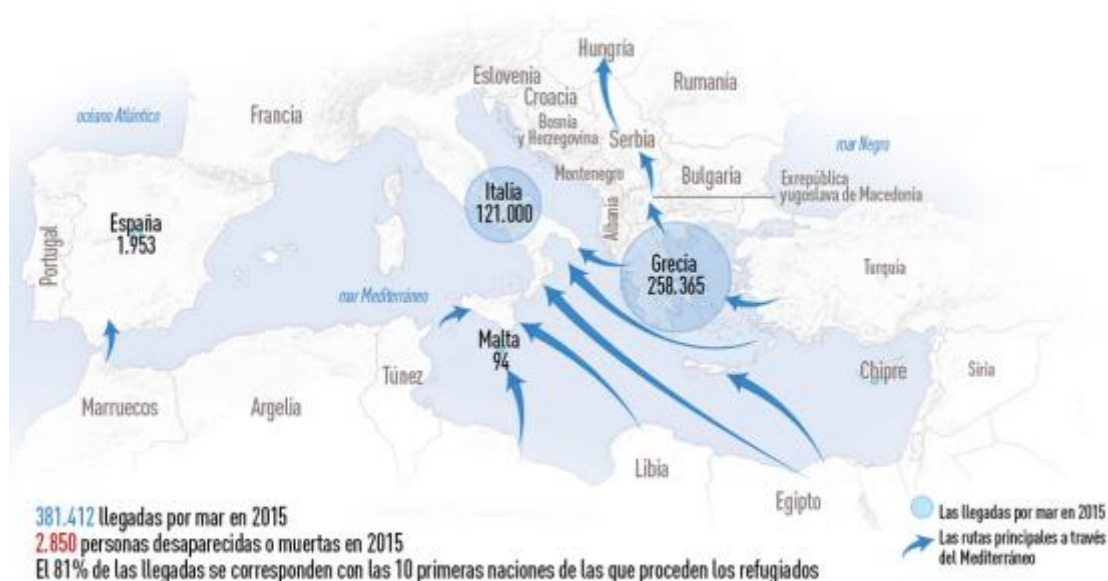 Hungría
Eslovenia
Rumanía
Croacia
océano Atlántico
Francia
Bosnia
y Herzegovina
Serbia
mar Negro
Montenegro
Bulgaria
Exrepública
yugoslava de Macedonia
Italia
121.000
Albania
España
1.953
Portugal
Grecia
258.365
Turquía
mar Mediterráneo
Malta
94
Túnez
Chipre
Siria
Marruecos
Argelia
Libia
Egipto
381.412 llegadas por mar en 2015
2.850 personas desaparecidas o muertas en 2015
El 81% de las llegadas se corresponden con las 10 primeras naciones de las que proceden los refugiados
Las llegadas por mar en 2015
Las rutas principales a través
del Mediterráneo